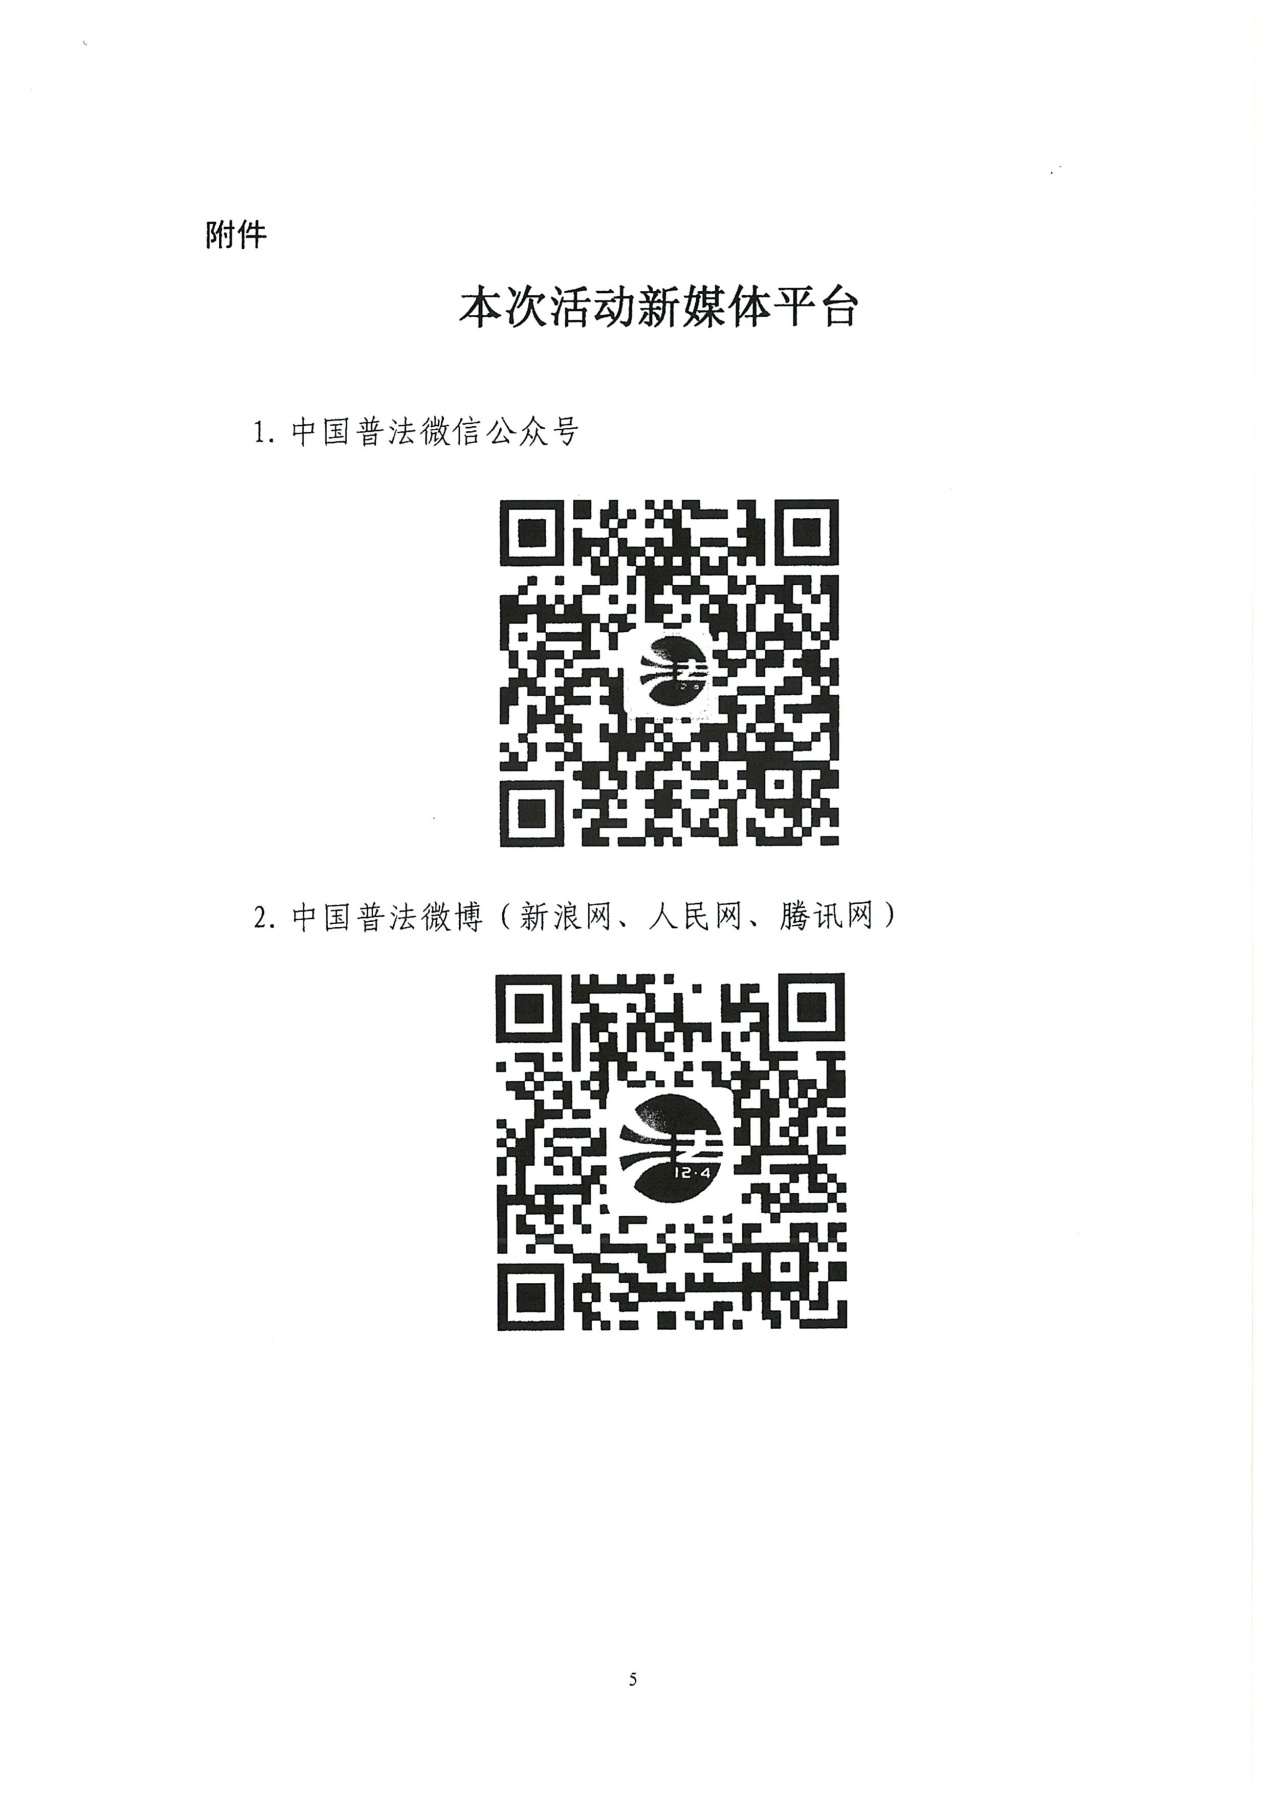 附件
本次活动新媒体平台
1. 中国普法微信公众号
法
2. 中国普法微博（新浪网、人民网、腾讯网）
法
12·4
5